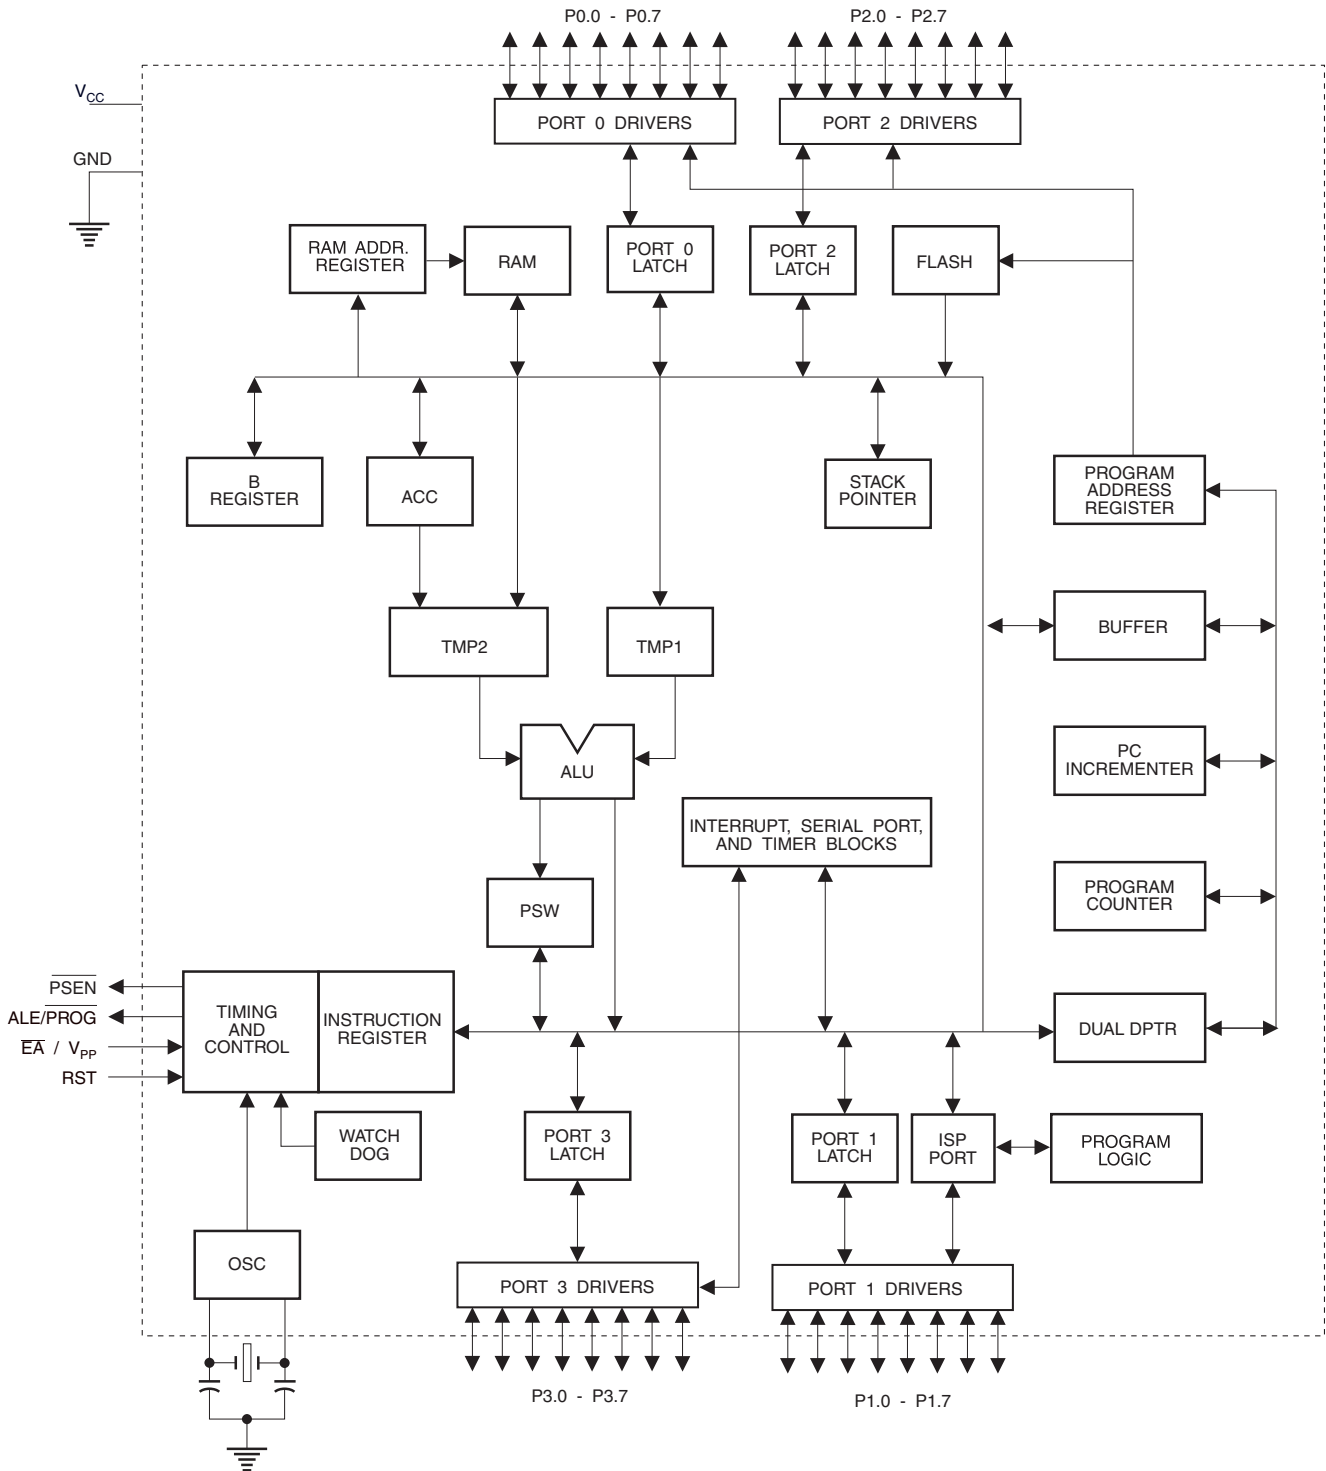 P0.0 - P0.7
P2.0 - P2.7
VCC
GND
PORT 0 DRIVERS
PORT 2 DRIVERS
RAM ADDR.
REGISTER
RAM
PORT 0
LATCH
PORT 2
LATCH
FLASH
B
REGISTER
ACC
STACK
POINTER
PROGRAM
ADDRESS
REGISTER
TMP2
TMP1
BUFFER
ALU
PC
INCREMENTER
INTERRUPT, SERIAL PORT,
AND TIMER BLOCKS
PSW
PROGRAM
COUNTER
PSEN
ALE/PROG
EA / VPP
RST
TIMING
AND
CONTROL
INSTRUCTION
REGISTER
DUAL DPTR
WATCH
DOG
PORT 3
LATCH
PORT 1
LATCH
ISP
PORT
PROGRAM
LOGIC
OSC
PORT 3 DRIVERS
PORT 1 DRIVERS
P3.0 - P3.7
P1.0 - P1.7